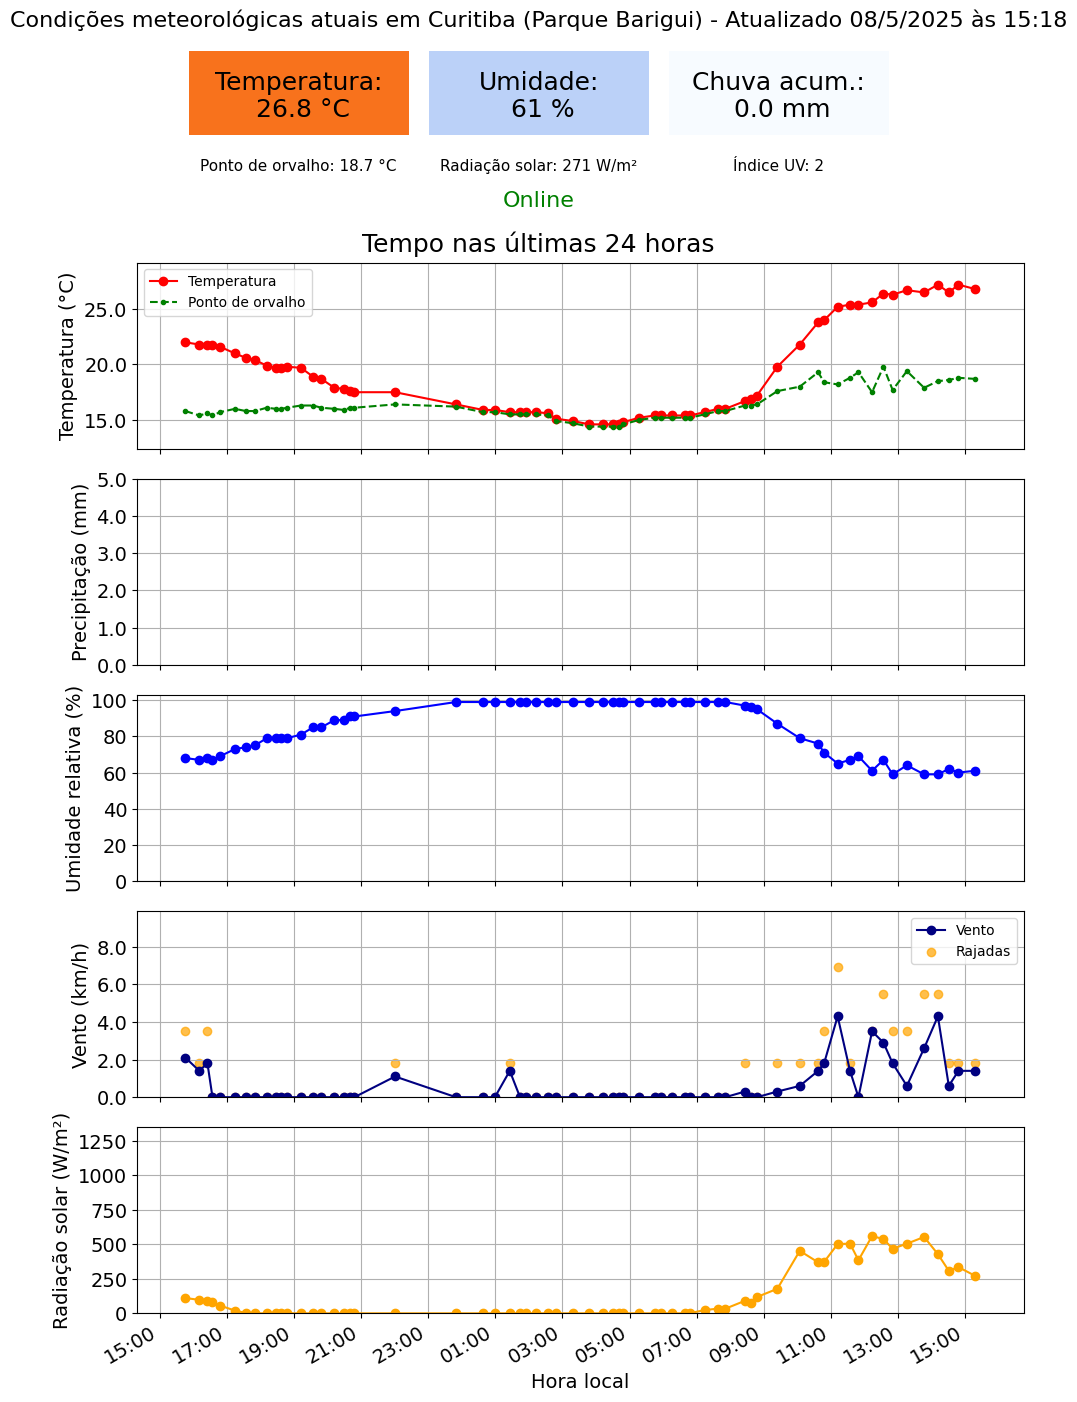 Condições meteorológicas atuais em Curitiba (Parque Barigui) - Atualizado 08/5/2025 às 15:18
Temperatura:
26.8 °C
Umidade:
61 %
Chuva acum.:
0.0 mm
Ponto de orvalho: 18.7 °C
Radiação solar: 271 W/m²
Índice UV: 2
Online
Tempo nas últimas 24 horas
Temperatura (°C)
25.0
20.0
15.0
Temperatura
Ponto de orvalho
Precipitação (mm)
5.0
4.0
3.0
2.0
1.0
0.0
Umidade relativa (%)
100
80
60
40
20
0
Vento (km/h)
8.0
6.0
4.0
2.0
0.0
Vento
Rajadas
Radiação solar (W/m²)
1250
1000
750
500
250
0
15:00
17:00
19:00
21:00
23:00
01:00
03:00
05:00
07:00
09:00
11:00
13:00
15:00
Hora local